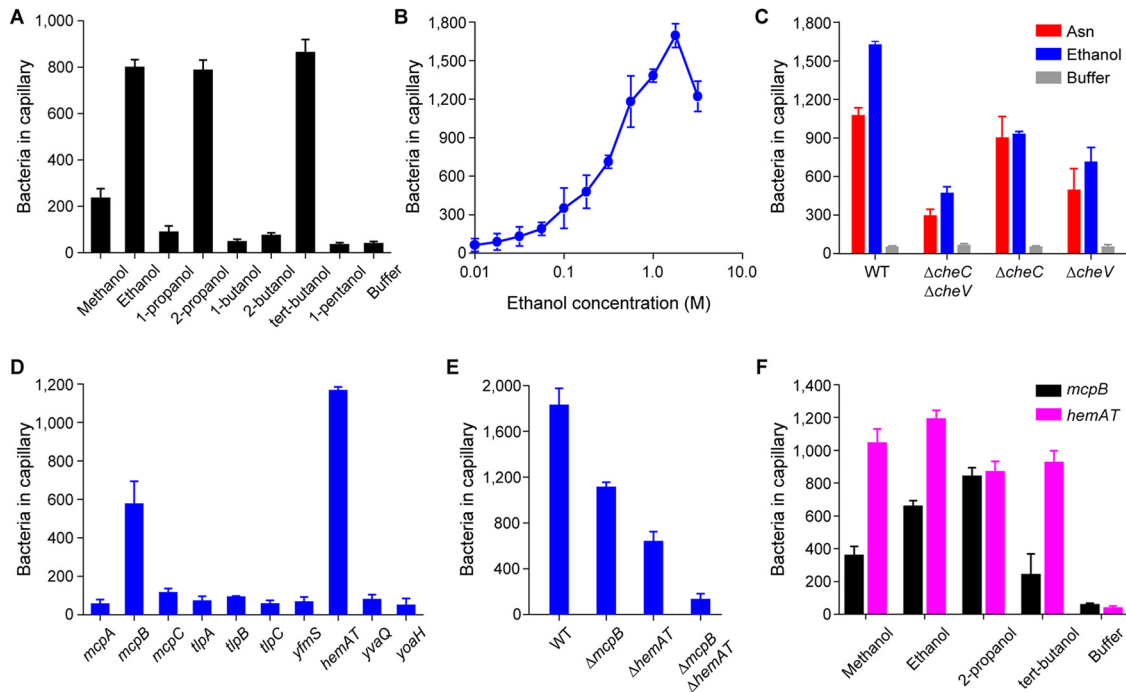 A
Bacteria in capillary
1,000
800
600
400
200
0
Methanol
Ethanol
1-propanol
2-propanol
1-butanol
2-butanol
tert-butanol
1-pentanol
Buffer
B
Bacteria in capillary
1,800
1,500
1,200
900
600
300
0
0.01
0.1
1.0
10.0
Ethanol concentration (M)
C
Bacteria in capillary
1,800
1,500
1,200
900
600
300
0
Asn
Ethanol
Buffer
WT
ΔcheC
ΔcheV
ΔcheC
ΔcheV
D
Bacteria in capillary
1,200
1,000
800
600
400
200
0
mcpA
mcpB
mcpC
tlpA
tlpB
tlpC
yfmS
hemAT
yvaQ
yoaH
E
Bacteria in capillary
2,000
1,600
1,200
800
400
0
WT
ΔmcpB
ΔhemAT
ΔmcpB
ΔhemAT
F
Bacteria in capillary
1,400
1,200
1,000
800
600
400
200
0
mcpB
hemAT
Methanol
Ethanol
2-propanol
tert-butanol
Buffer